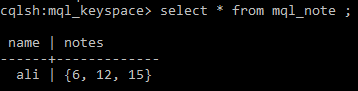 cqlsh:mql_keyspace> select * from mql_note ;
name | notes
------+-------------
ali | {6, 12, 15}